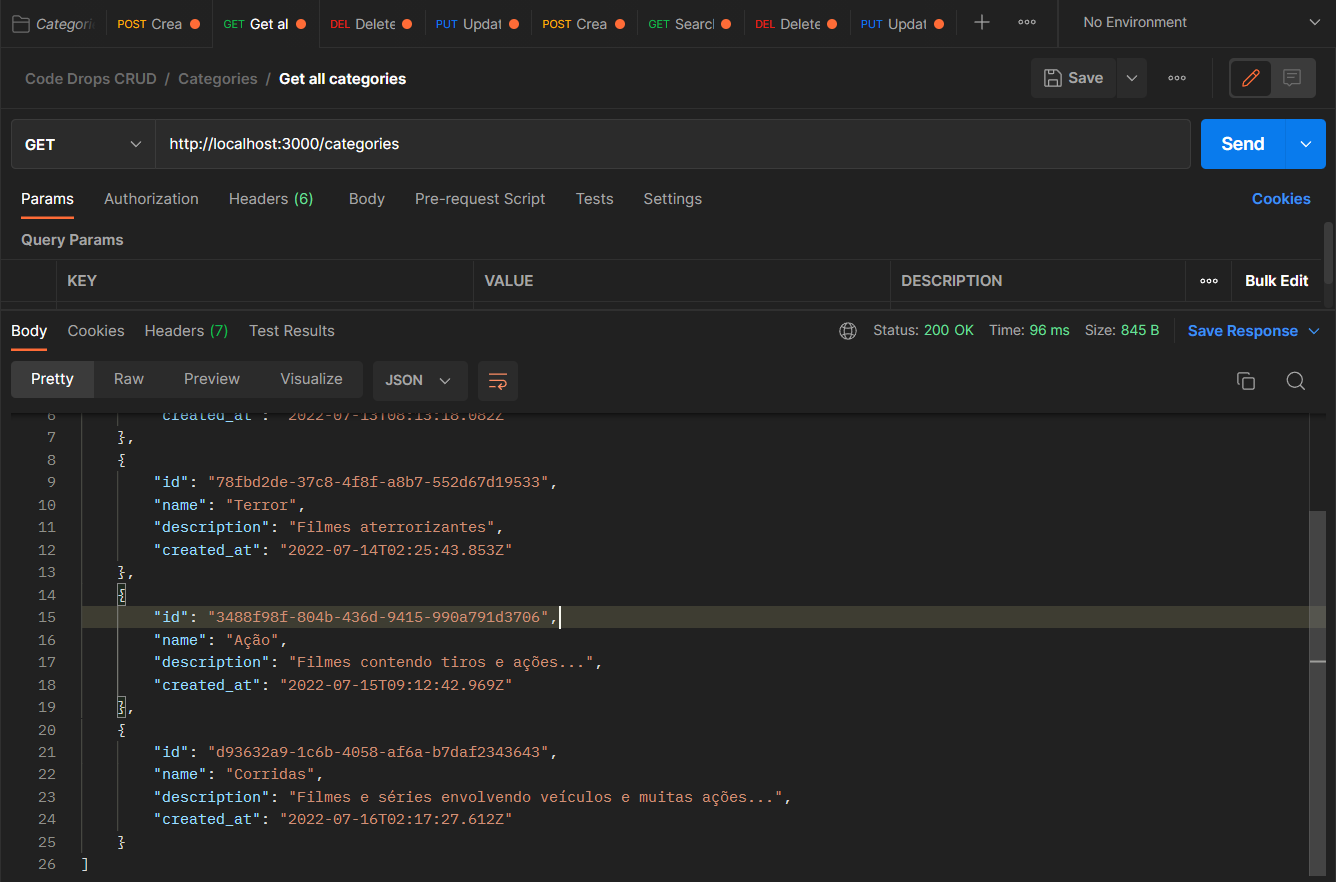 Categori POST Crea GET Get al DEL Delete PUT Updat POST Crea GET Search DEL Delete PUT Updat No Environment
Code Drops CRUD / Categories / Get all categories Save
GET http://localhost:3000/categories Send
Params Authorization Headers (6) Body Pre-request Script Tests Settings Cookies
Query Params
KEY VALUE DESCRIPTION Bulk Edit
Body Cookies Headers (7) Test Results Status: 200 OK Time: 96 ms Size: 845 B Save Response
Pretty Raw Preview Visualize JSON
6 "created_at": "2022-07-13T08:13:18.082Z"
7 },
8 {
9 "id": "78fbd2de-37c8-4f8f-a8b7-552d67d19533",
10 "name": "Terror",
11 "description": "Filmes aterrorizantes",
12 "created_at": "2022-07-14T02:25:43.853Z"
13 },
14 {
15 "id": "3488f98f-804b-436d-9415-990a791d3706",
16 "name": "Ação",
17 "description": "Filmes contendo tiros e ações...",
18 "created_at": "2022-07-15T09:12:42.969Z"
19 },
20 {
21 "id": "d93632a9-1c6b-4058-af6a-b7daf2343643",
22 "name": "Corridas",
23 "description": "Filmes e séries envolvendo veículos e muitas ações...",
24 "created_at": "2022-07-16T02:17:27.612Z"
25 }
26 ]